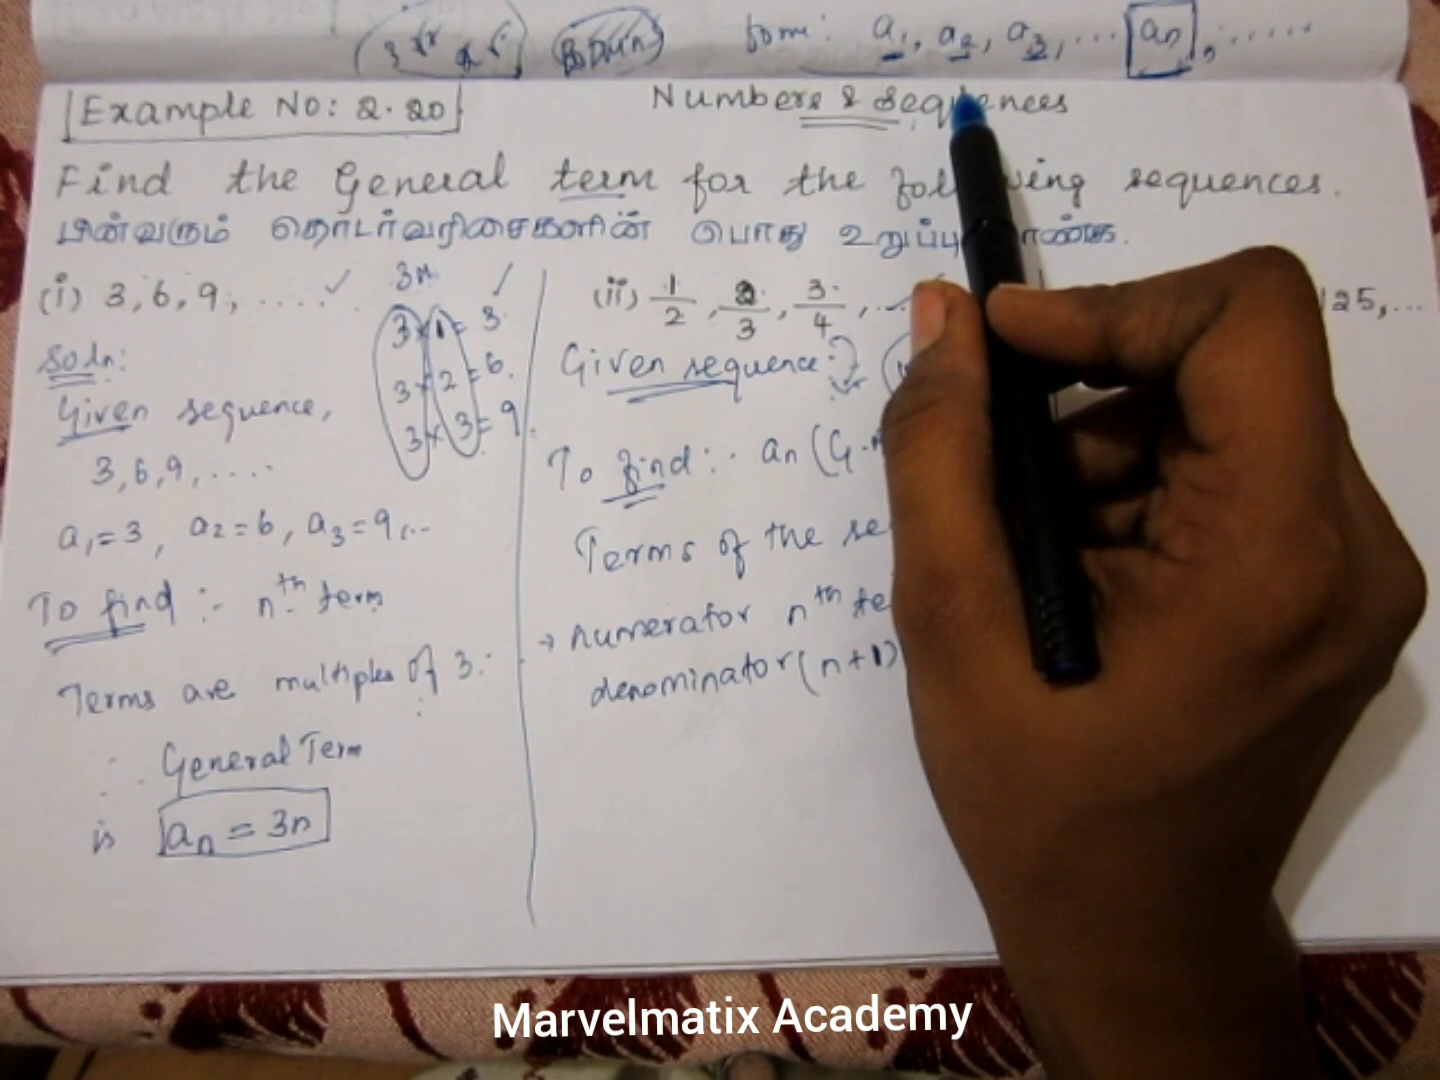 form: a₁, a₂, a₃, ... aₙ, .....
Example No: 2.20
Numbers & Sequences
Find the General term for the following sequences.
பின்வரும் தொடர்வரிசைகளின் பொது உறுப்பு காண்க.
(i) 3, 6, 9, .....
3n
3 × 1 = 3
3 × 2 = 6.
3 × 3 = 9.
Soln:
Given sequence,
3, 6, 9, ....
a₁ = 3, a₂ = 6, a₃ = 9, ...
To find :- nᵗʰ term
Terms are multiples of 3.
∴ General Term
is aₙ = 3n
(ii) 1/2, 2/3, 3/4, ...
125, ...
Given sequence:
To find: aₙ (G.
Terms of the se
→ numerator nᵗʰ te
denominator (n+1)
Marvelmatix Academy